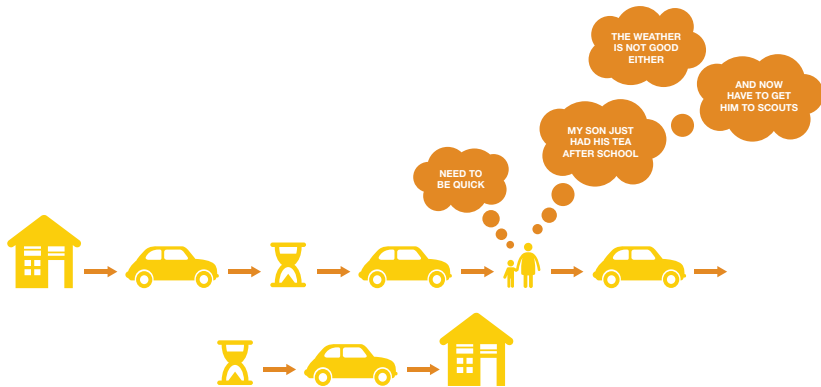 THE WEATHER
IS NOT GOOD
EITHER
AND NOW
HAVE TO GET
HIM TO SCOUTS
MY SON JUST
HAD HIS TEA
AFTER SCHOOL
NEED TO
BE QUICK